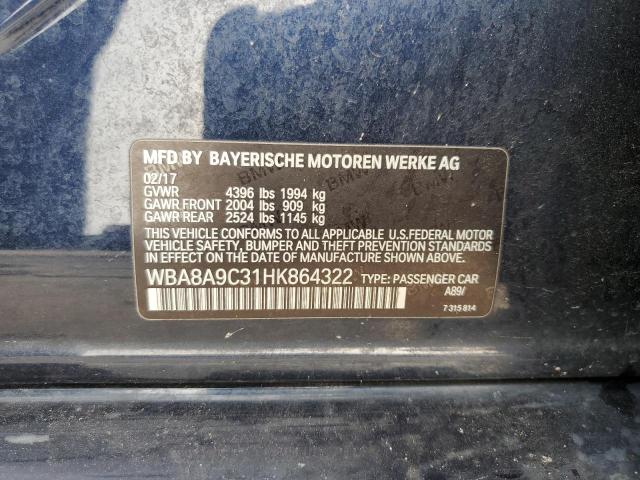 MFD BY BAYERISCHE MOTOREN WERKE AG
02/17
GVWR 4396 lbs 1994 kg
GAWR FRONT 2004 lbs 909 kg
GAWR REAR 2524 lbs 1145 kg
THIS VEHICLE CONFORMS TO ALL APPLICABLE U.S.FEDERAL MOTOR
VEHICLE SAFETY, BUMPER AND THEFT PREVENTION STANDARDS
IN EFFECT ON THE DATE OF MANUFACTURE SHOWN ABOVE.
WBA8A9C31HK864322 TYPE: PASSENGER CAR
A89/
7 315 814